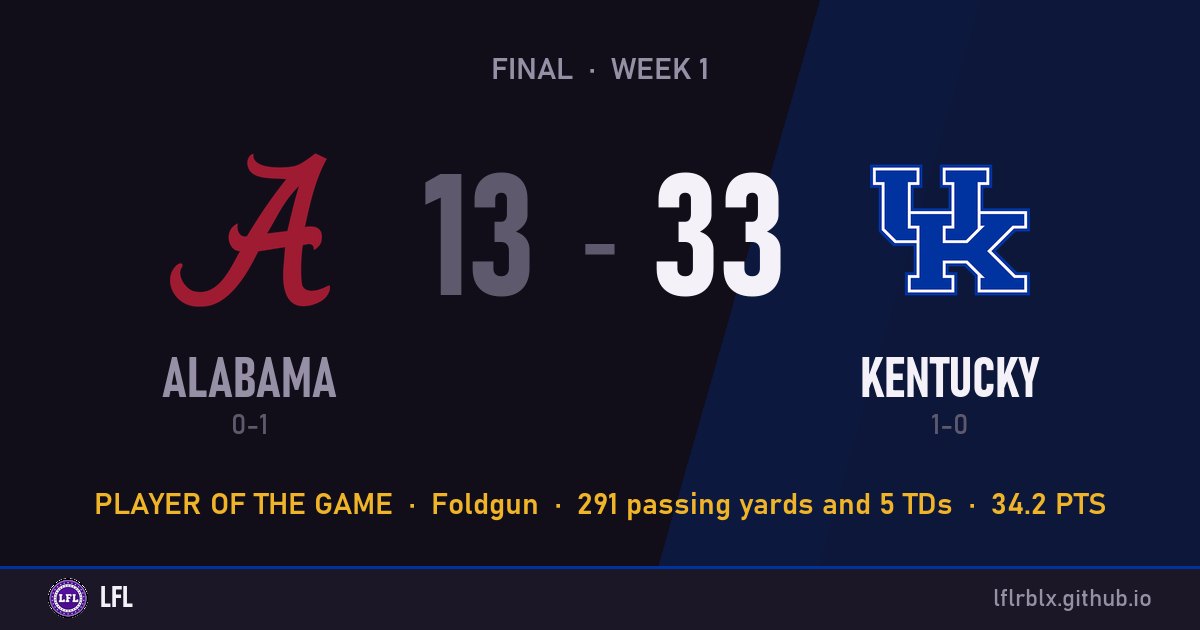 FINAL · WEEK 1
A
13 - 33
UK
ALABAMA
KENTUCKY
0-1
1-0
PLAYER OF THE GAME · Foldgun · 291 passing yards and 5 TDs · 34.2 PTS
LFL
LFL
lflrblx.github.io